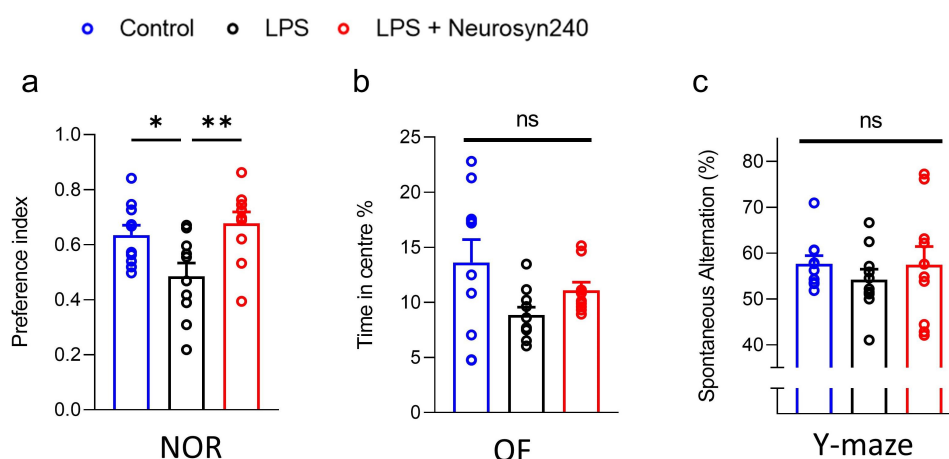 Control LPS LPS + Neurosyn240
a
* **
1.0
0.8
0.6
0.4
0.2
0.0
Preference index
NOR
b
ns
25
20
15
10
5
0
Time in centre %
OF
c
ns
80
70
60
50
40
Spontaneous Alternation (%)
Y-maze